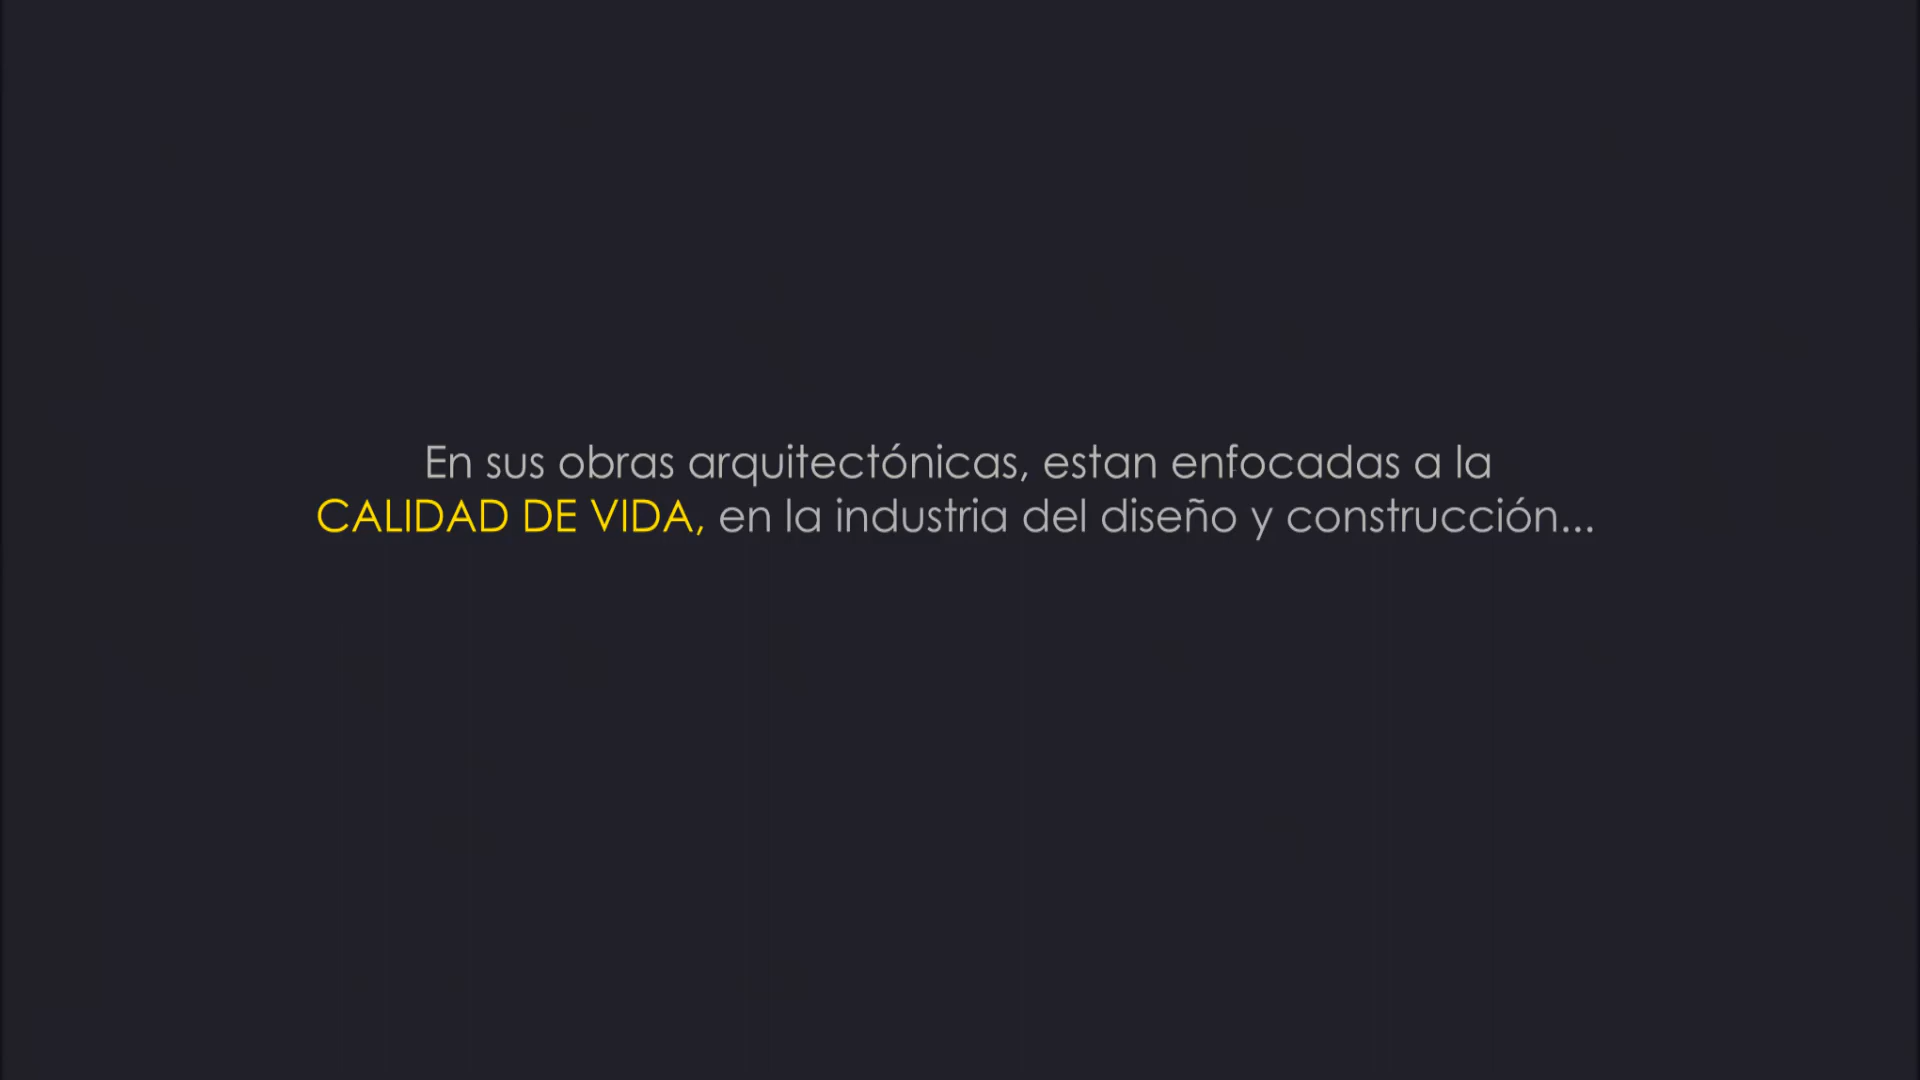 En sus obras arquitectónicas, estan enfocadas a la
CALIDAD DE VIDA, en la industria del diseño y construcción...